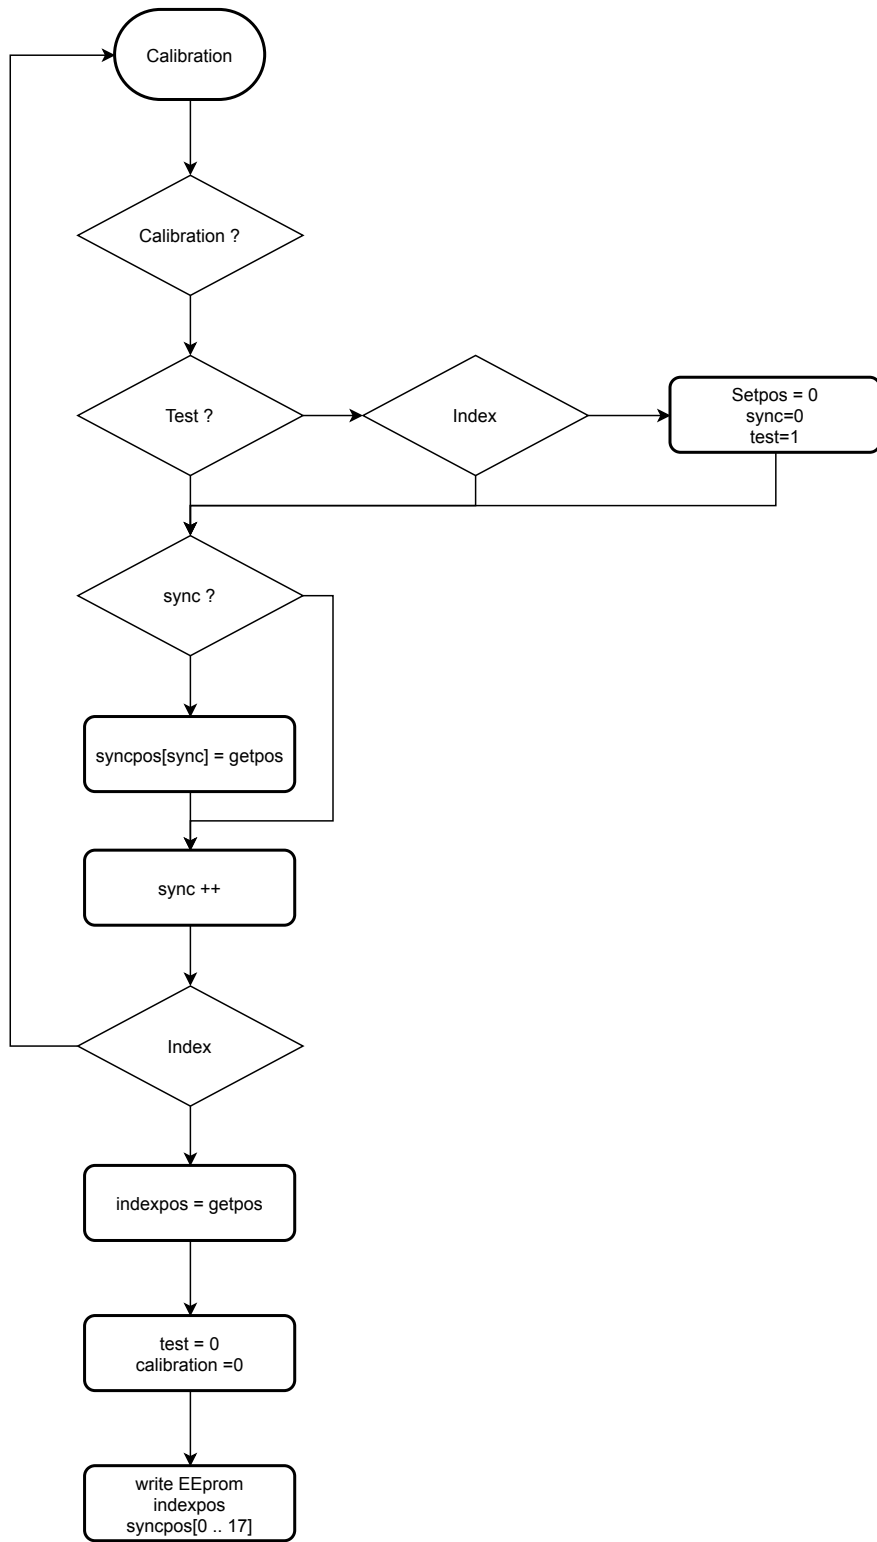 Calibration
Calibration ?
Test ?
Index
Setpos = 0
sync=0
test=1
sync ?
syncpos[sync] = getpos
sync ++
Index
indexpos = getpos
test = 0
calibration =0
write EEprom
indexpos
syncpos[0 .. 17]